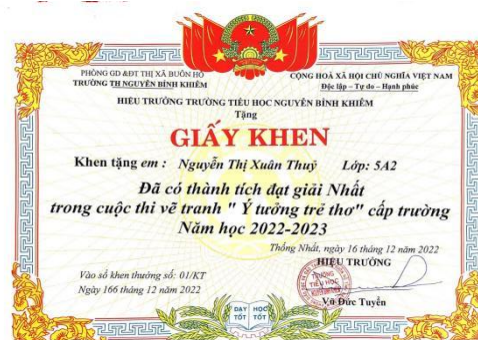 PHÒNG GD &ĐT THỊ XÃ BUÔN HỒ
TRƯỜNG TH NGUYỄN BỈNH KHIÊM
CỘNG HOÀ XÃ HỘI CHỦ NGHĨA VIỆT NAM
Độc lập – Tự do – Hạnh phúc
HIỆU TRƯỞNG TRƯỜNG TIỂU HỌC NGUYỄN BỈNH KHIÊM
Tặng
GIẤY KHEN
Khen tặng em : Nguyễn Thị Xuân Thuỷ Lớp: 5A2
Đã có thành tích đạt giải Nhất
trong cuộc thi vẽ tranh " Ý tưởng trẻ thơ" cấp trường
Năm học 2022-2023
Thống Nhất, ngày 16 tháng 12 năm 2022
HIỆU TRƯỞNG
Vào sổ khen thưởng số: 01/KT
Ngày 166 tháng 12 năm 2022
TRƯỜNG
TIỂU HỌC
Vũ Đức Tuyển
DẠY TỐT
HỌC TỐT